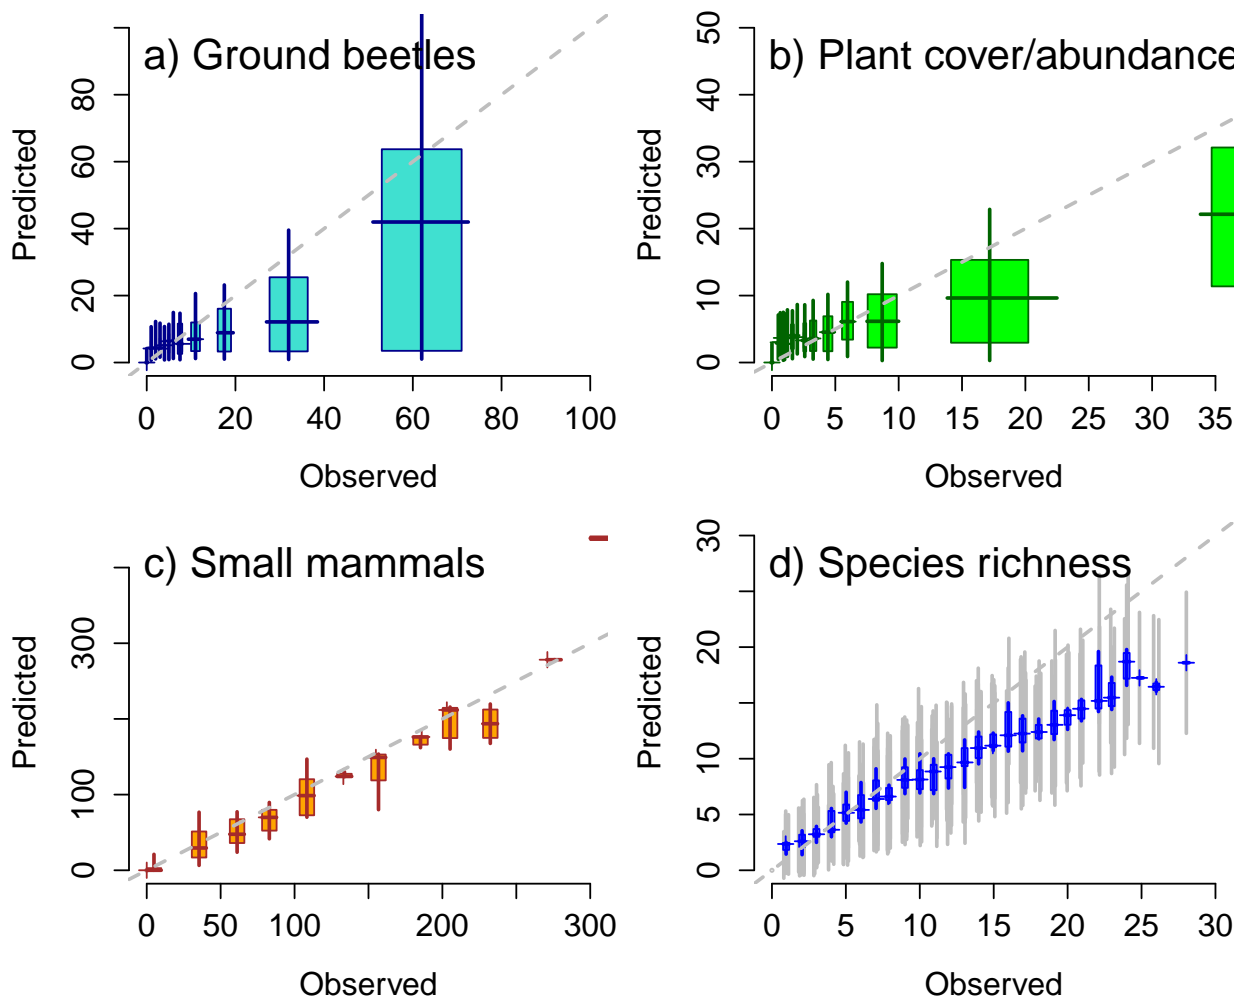 a) Ground beetles
Predicted
0 20 40 60 80
0 20 40 60 80 100
Observed
b) Plant cover/abundance
Predicted
0 10 20 30 40 50
0 5 10 15 20 25 30 35
Observed
c) Small mammals
Predicted
0 100 300
0 50 100 200 300
Observed
d) Species richness
Predicted
0 5 10 20 30
0 5 10 15 20 25 30
Observed